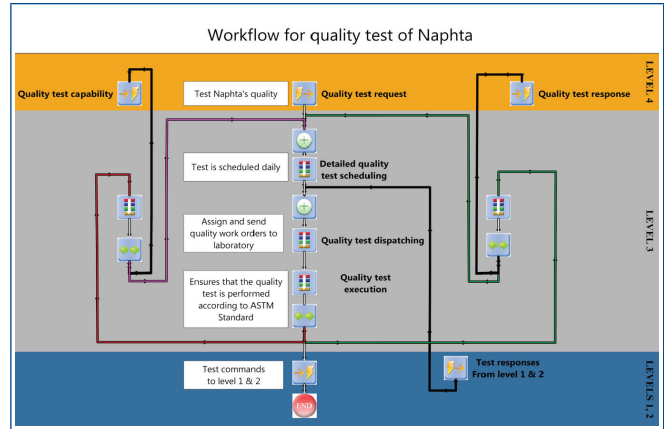 Workflow for quality test of Naphta
LEVEL 4
Quality test capability
Test Naphta's quality
Quality test request
Quality test response
Test is scheduled daily
Detailed quality
test scheduling
LEVEL 3
Assign and send
quality work orders to
laboratory
Quality test dispatching
Ensures that the quality
test is performed
according to ASTM
Standard
Quality test
execution
Test commands
to level 1 & 2
Test responses
From level 1 & 2
LEVELS 1, 2
END